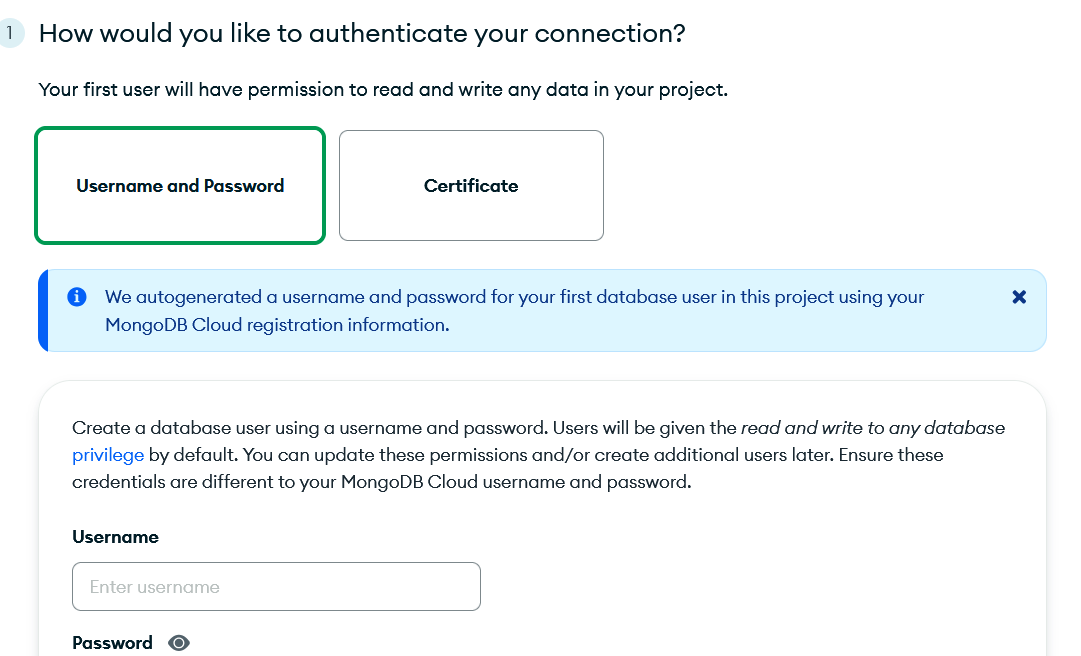 1 How would you like to authenticate your connection?
Your first user will have permission to read and write any data in your project.
Username and Password
Certificate
We autogenerated a username and password for your first database user in this project using your
MongoDB Cloud registration information.
Create a database user using a username and password. Users will be given the read and write to any database
privilege by default. You can update these permissions and/or create additional users later. Ensure these
credentials are different to your MongoDB Cloud username and password.
Username
Enter username
Password